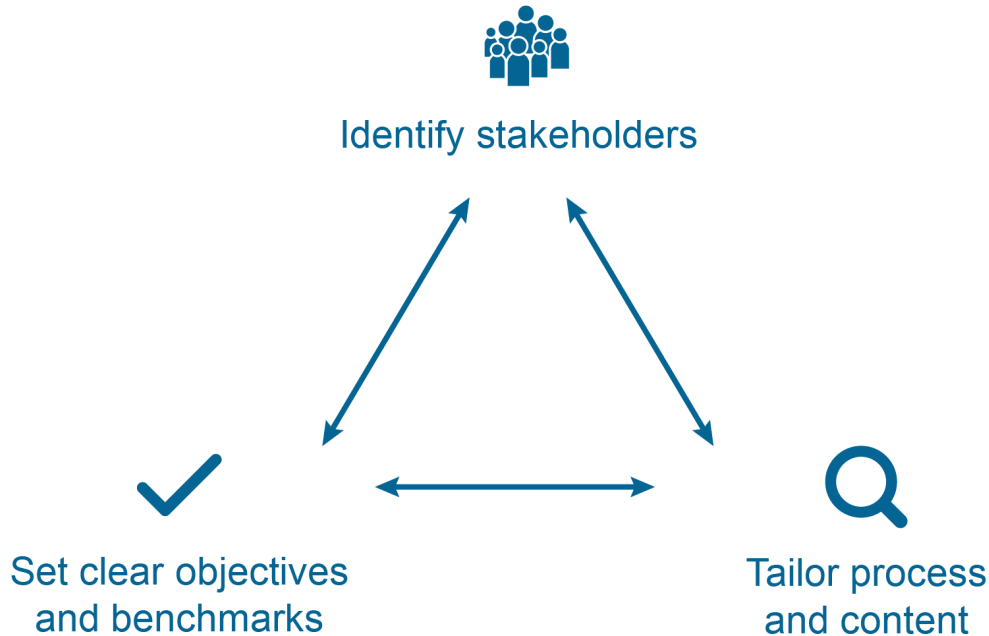 Identify stakeholders
Set clear objectives
and benchmarks
Tailor process
and content